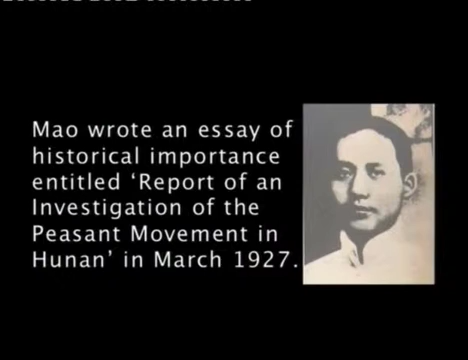 Mao wrote an essay of
historical importance
entitled ‘Report of an
Investigation of the
Peasant Movement in
Hunan’ in March 1927.